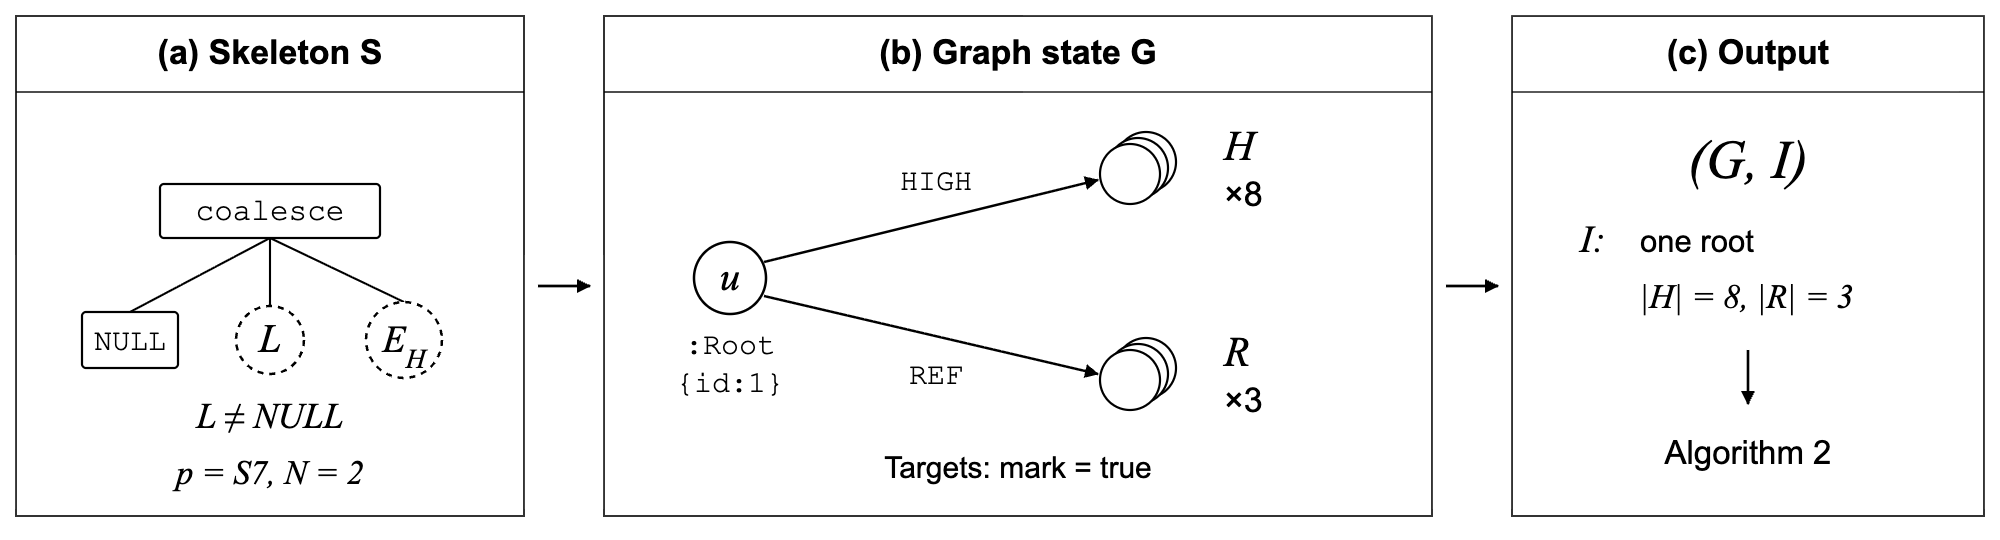 (a) Skeleton S
coalesce
NULL
L
E_H
L ≠ NULL
p = S7, N = 2
(b) Graph state G
HIGH
H
×8
u
:Root
{id:1}
REF
R
×3
Targets: mark = true
(c) Output
(G, I)
I: one root
|H| = 8, |R| = 3
Algorithm 2